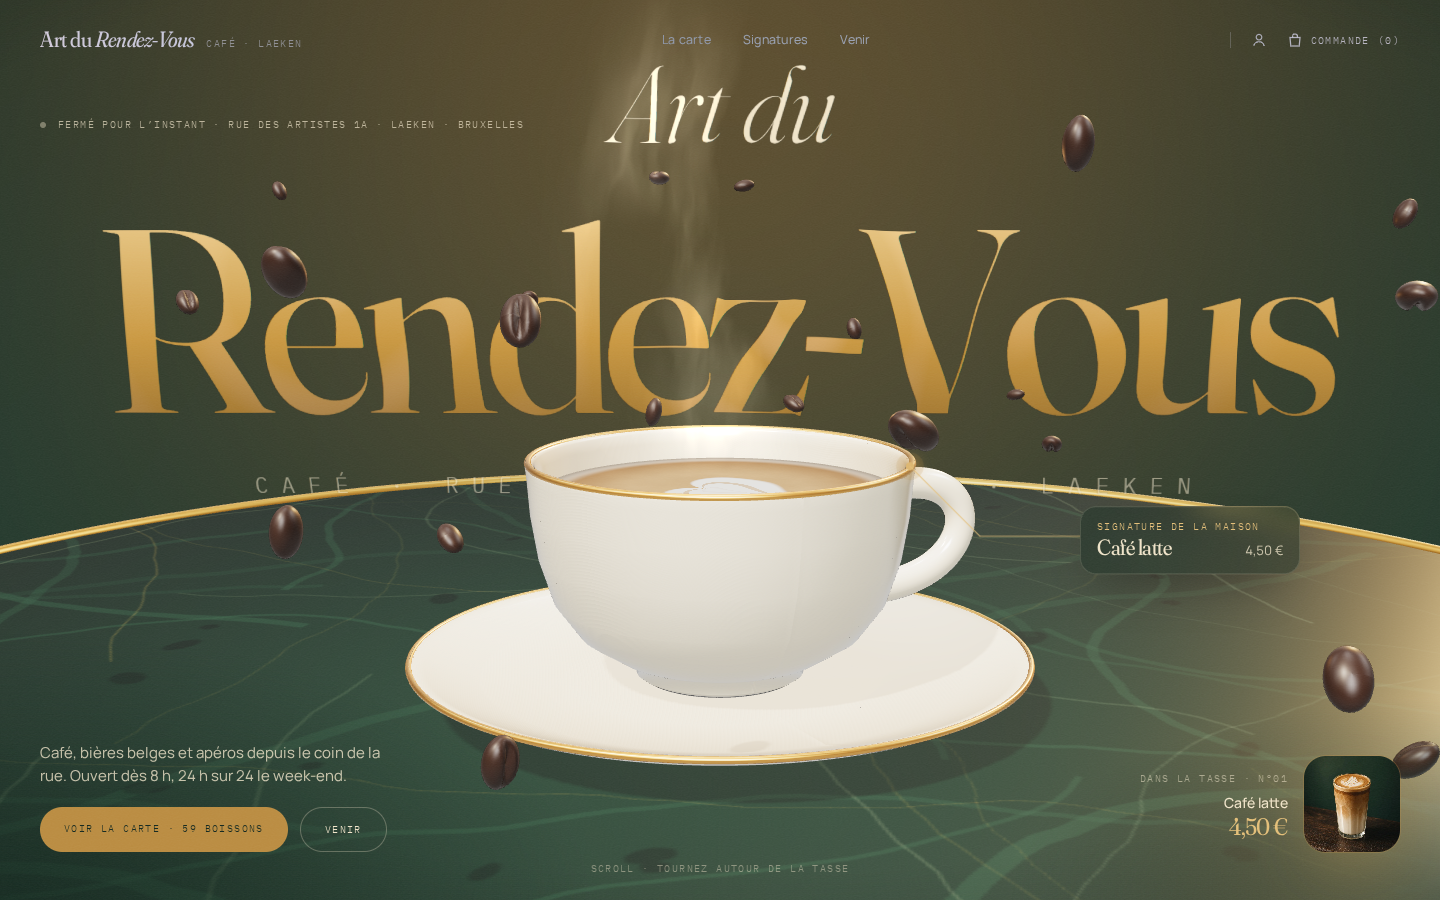 Art du Rendez-Vous CAFÉ · LAEKEN
La carte Signatures Venir
COMMANDE (0)
FERMÉ POUR L'INSTANT · RUE DES ARTISTES 1A · LAEKEN · BRUXELLES
Art du
Rendez-Vous
CAFÉ · RUE · LAEKEN
SIGNATURE DE LA MAISON
Café latte 4,50 €
Café, bières belges et apéros depuis le coin de la
rue. Ouvert dès 8 h, 24 h sur 24 le week-end.
VOIR LA CARTE · 59 BOISSONS
VENIR
DANS LA TASSE · N°01
Café latte
4,50 €
SCROLL · TOURNEZ AUTOUR DE LA TASSE